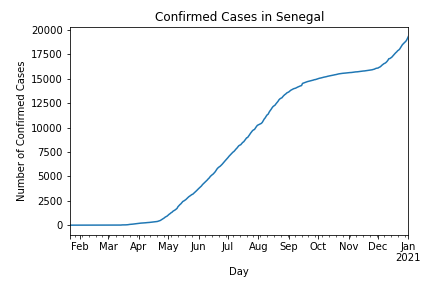 Confirmed Cases in Senegal
20000
17500
15000
12500
10000
7500
5000
2500
0
Number of Confirmed Cases
Feb Mar Apr May Jun Jul Aug Sep Oct Nov Dec Jan
2021
Day